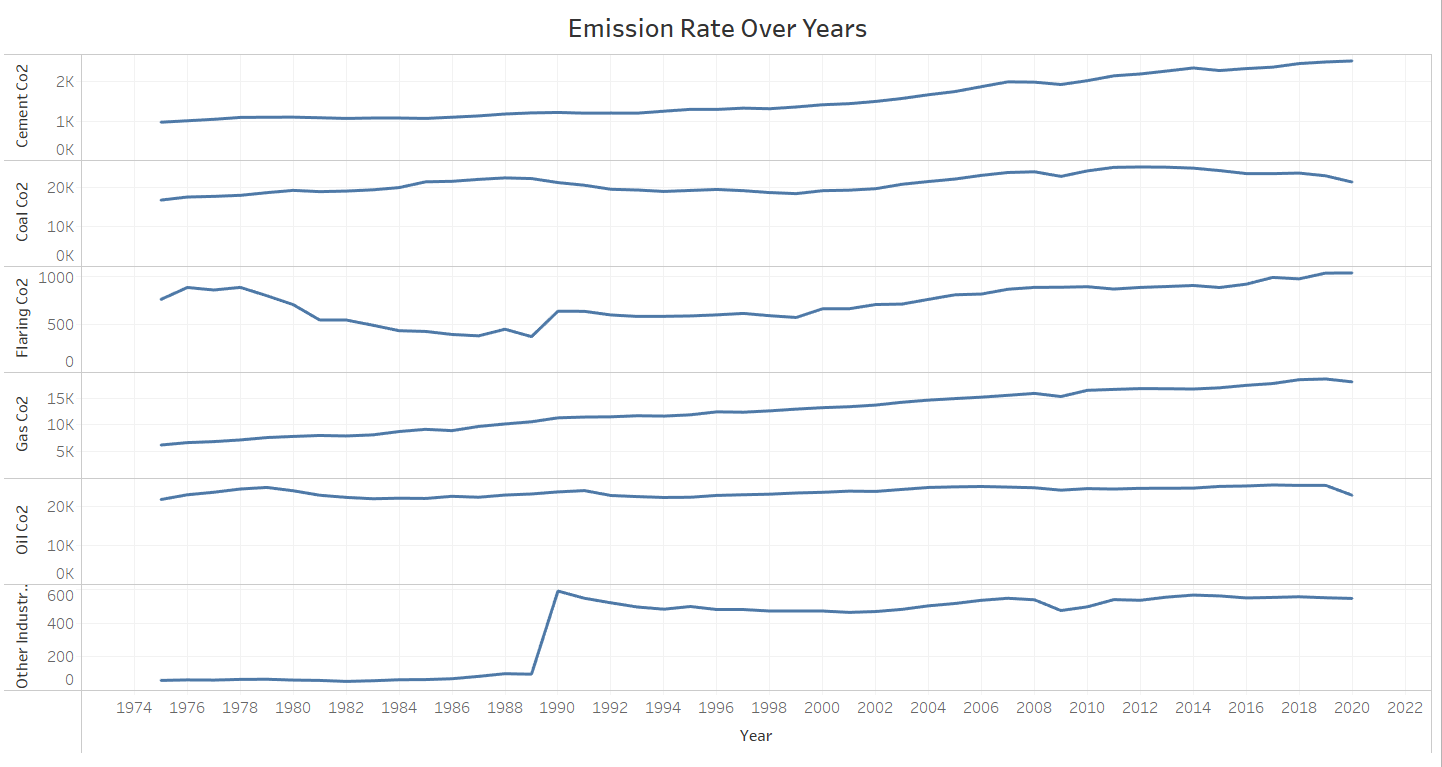 Emission Rate Over Years
Cement Co2
2K
1K
0K
Coal Co2
20K
10K
0K
Flaring Co2
1000
500
0
Gas Co2
15K
10K
5K
Oil Co2
20K
10K
0K
Other Industr..
600
400
200
0
1974 1976 1978 1980 1982 1984 1986 1988 1990 1992 1994 1996 1998 2000 2002 2004 2006 2008 2010 2012 2014 2016 2018 2020 2022
Year